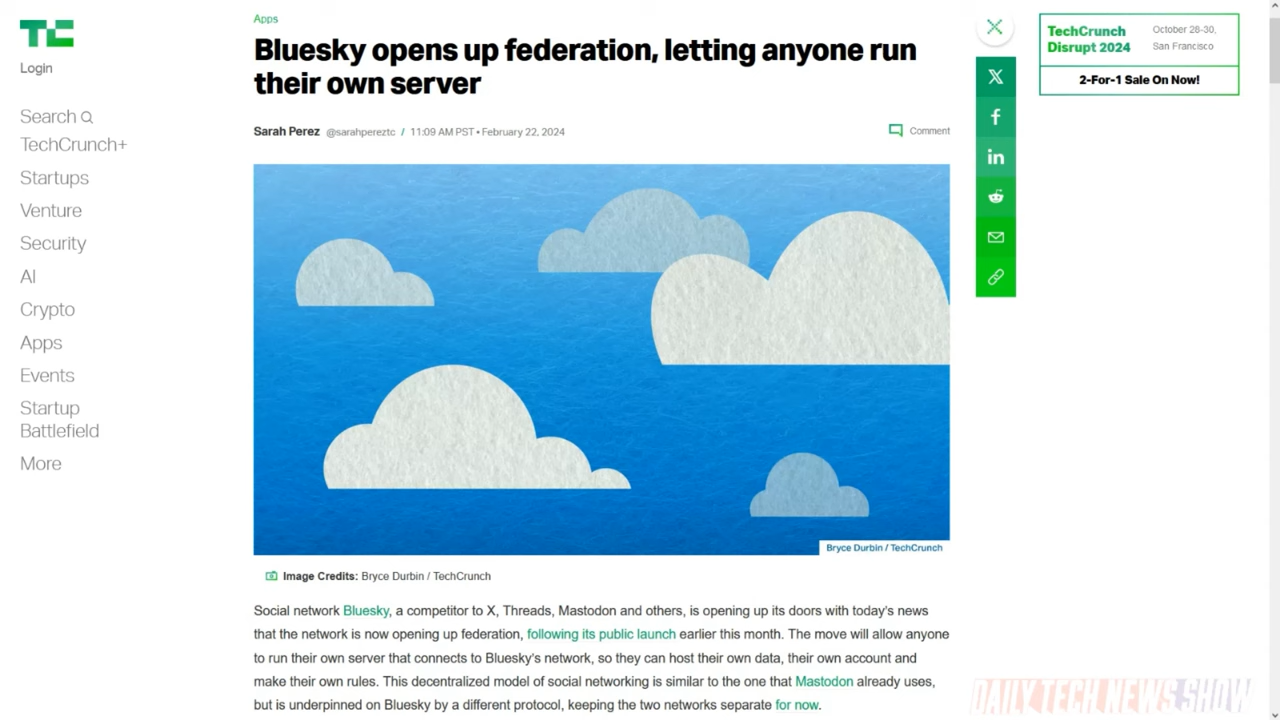 TC
Login
Search
TechCrunch+
Startups
Venture
Security
AI
Crypto
Apps
Events
Startup
Battlefield
More
Apps
Bluesky opens up federation, letting anyone run
their own server
Sarah Perez @sarahpereztc / 11:09 AM PST • February 22, 2024
Comment
Bryce Durbin / TechCrunch
Image Credits: Bryce Durbin / TechCrunch
Social network Bluesky, a competitor to X, Threads, Mastodon and others, is opening up its doors with today's news
that the network is now opening up federation, following its public launch earlier this month. The move will allow anyone
to run their own server that connects to Bluesky's network, so they can host their own data, their own account and
make their own rules. This decentralized model of social networking is similar to the one that Mastodon already uses,
but is underpinned on Bluesky by a different protocol, keeping the two networks separate for now.
X
f
in
TechCrunch
Disrupt 2024
October 28-30,
San Francisco
2-For-1 Sale On Now!
DAILY TECH NEWS SHOW